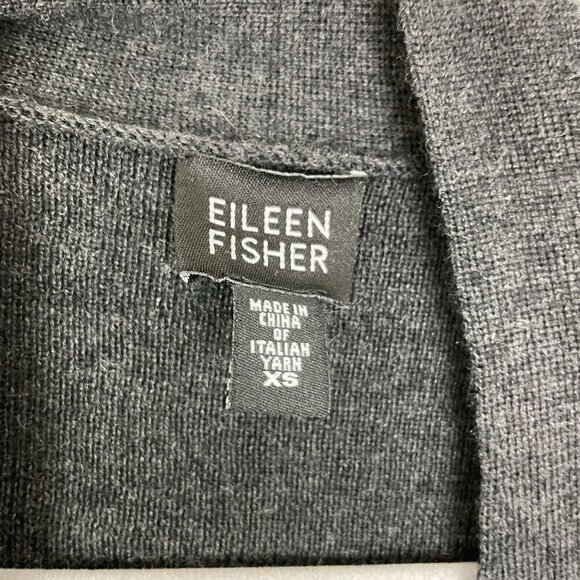 EILEEN
FISHER
MADE IN
CHINA
OF
ITALIAN
YARN
XS